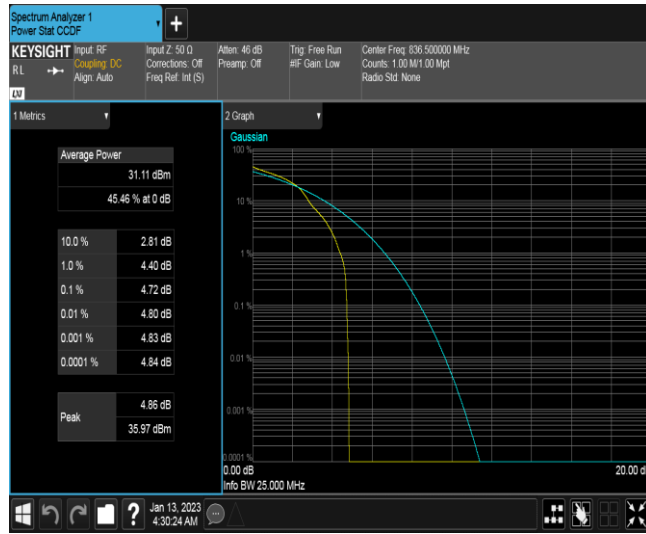 Spectrum Analyzer 1
Power Stat CCDF
KEYSIGHT
RL
LXI
Input: RF
Coupling: DC
Align: Auto
Input Z: 50 Ω
Corrections: Off
Freq Ref: Int (S)
Atten: 46 dB
Preamp: Off
Trig: Free Run
#IF Gain: Low
Center Freq: 836.500000 MHz
Counts: 1.00 M/1.00 Mpt
Radio Std: None
1 Metrics
Average Power
31.11 dBm
45.46 % at 0 dB
10.0 % 2.81 dB
1.0 % 4.40 dB
0.1 % 4.72 dB
0.01 % 4.80 dB
0.001 % 4.83 dB
0.0001 % 4.84 dB
Peak
4.86 dB
35.97 dBm
2 Graph
Gaussian
100 %
10 %
1 %
0.1 %
0.01 %
0.001 %
0.0001 %
0.00 dB 20.00 d
Info BW 25.000 MHz
Jan 13, 2023
4:30:24 AM